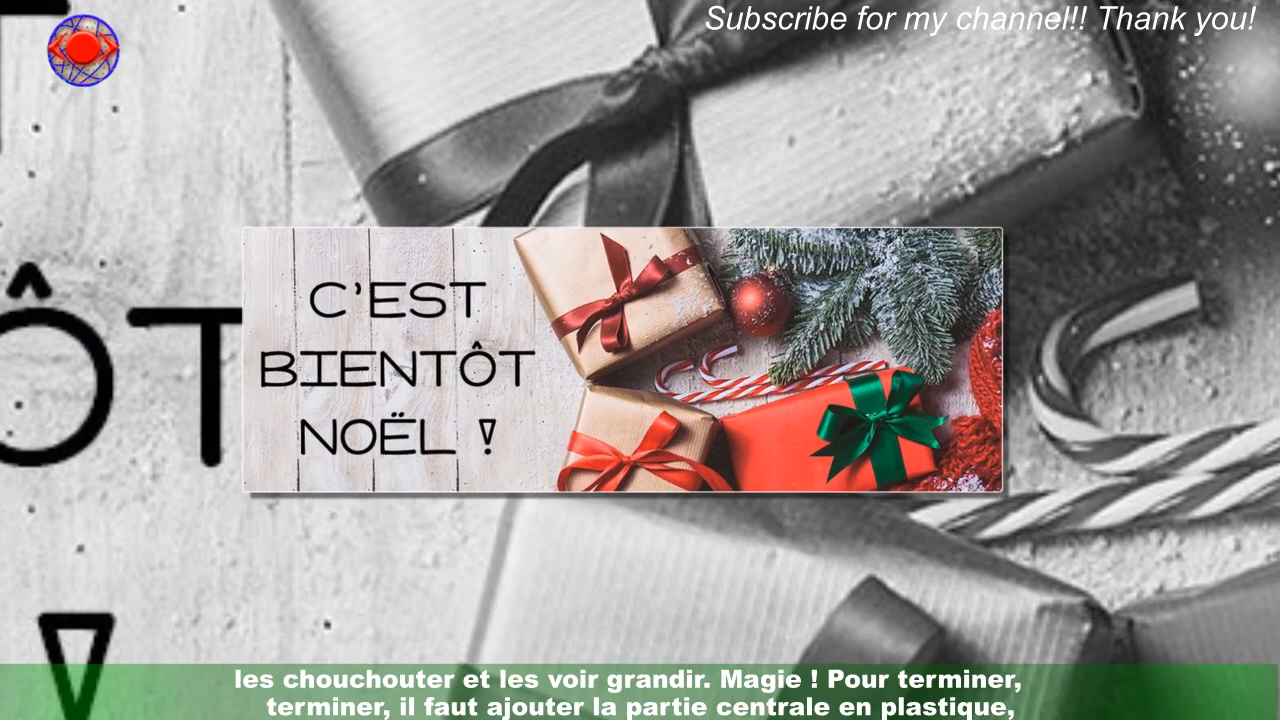 Subscribe for my channel!! Thank you!
ÔT
C'EST
BIENTÔT
NOËL !
!
les chouchouter et les voir grandir. Magie ! Pour terminer,
terminer, il faut ajouter la partie centrale en plastique,